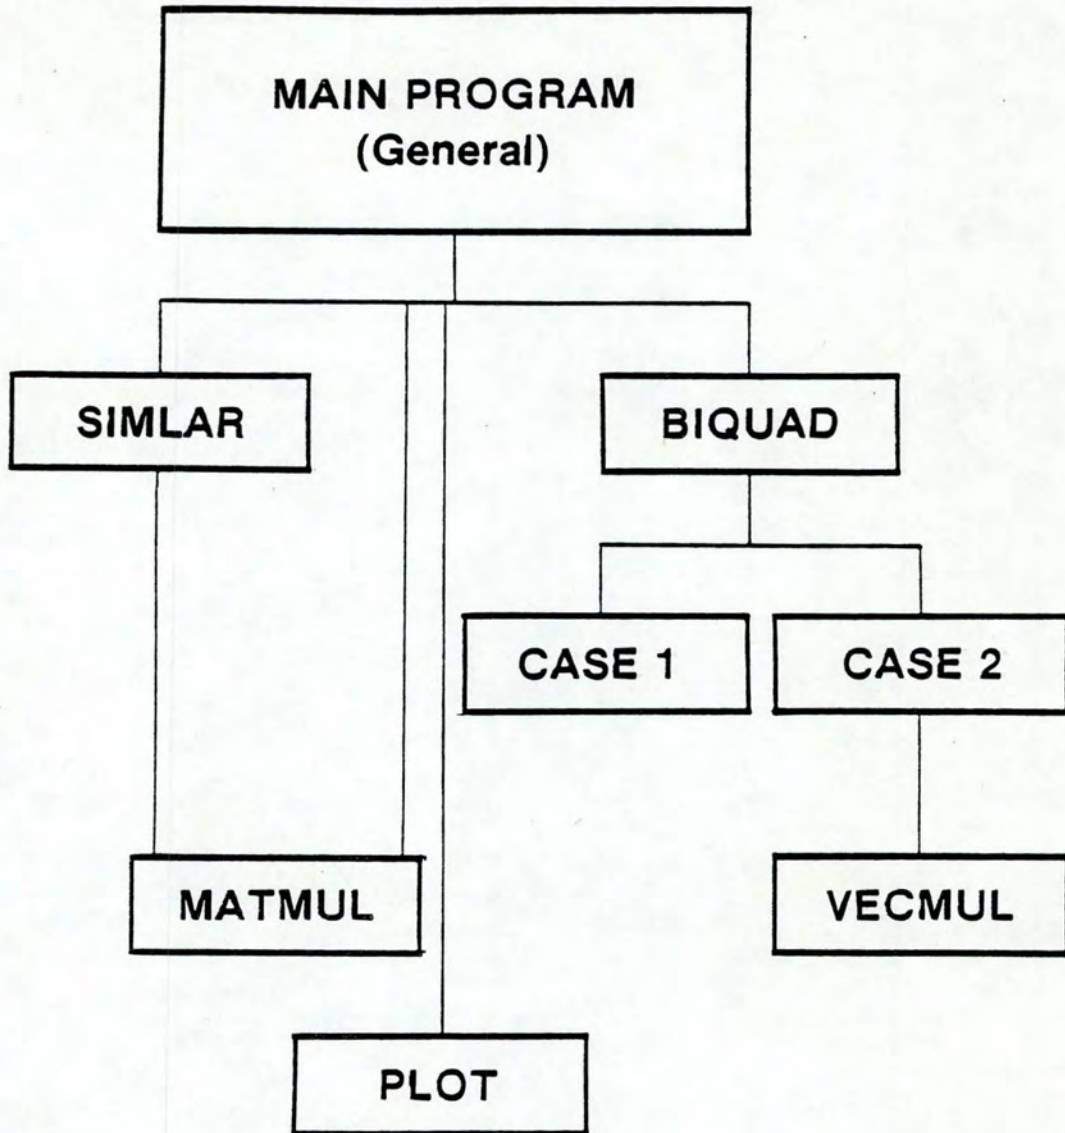 MAIN PROGRAM
(General)
SIMLAR
BIQUAD
CASE 1
CASE 2
MATMUL
VECMUL
PLOT